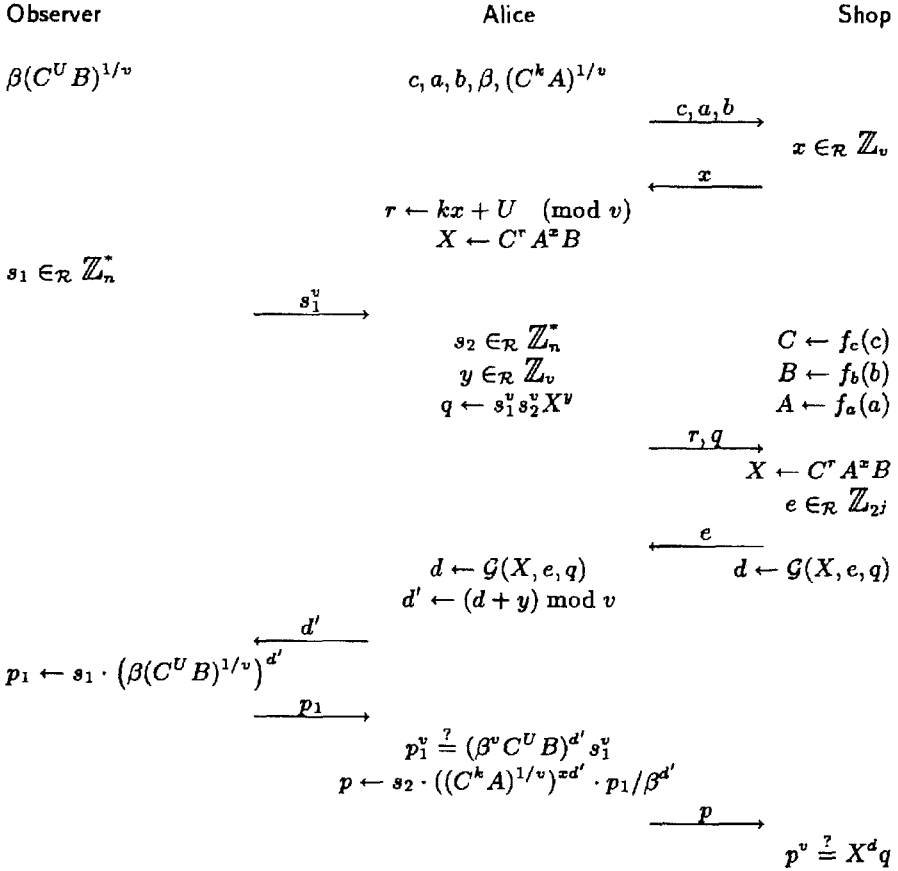 Observer Alice Shop
β(C^U B)^{1/v} c, a, b, β, (C^k A)^{1/v}
c, a, b
x ∈_R ℤ_v
x
r ← kx + U (mod v)
X ← C^r A^x B
s_1 ∈_R ℤ_n^*
s_1^v
s_2 ∈_R ℤ_n^* C ← f_c(c)
y ∈_R ℤ_v B ← f_b(b)
q ← s_1^v s_2^v X^y A ← f_a(a)
r, q
X ← C^r A^x B
e ∈_R ℤ_{2^j}
e
d ← G(X, e, q) d ← G(X, e, q)
d' ← (d + y) mod v
d'
p_1 ← s_1 · (β(C^U B)^{1/v})^{d'}
p_1
p_1^v ≟ (β^v C^U B)^{d'} s_1^v
p ← s_2 · ((C^k A)^{1/v})^{xd'} · p_1/β^{d'}
p
p^v ≟ X^d q